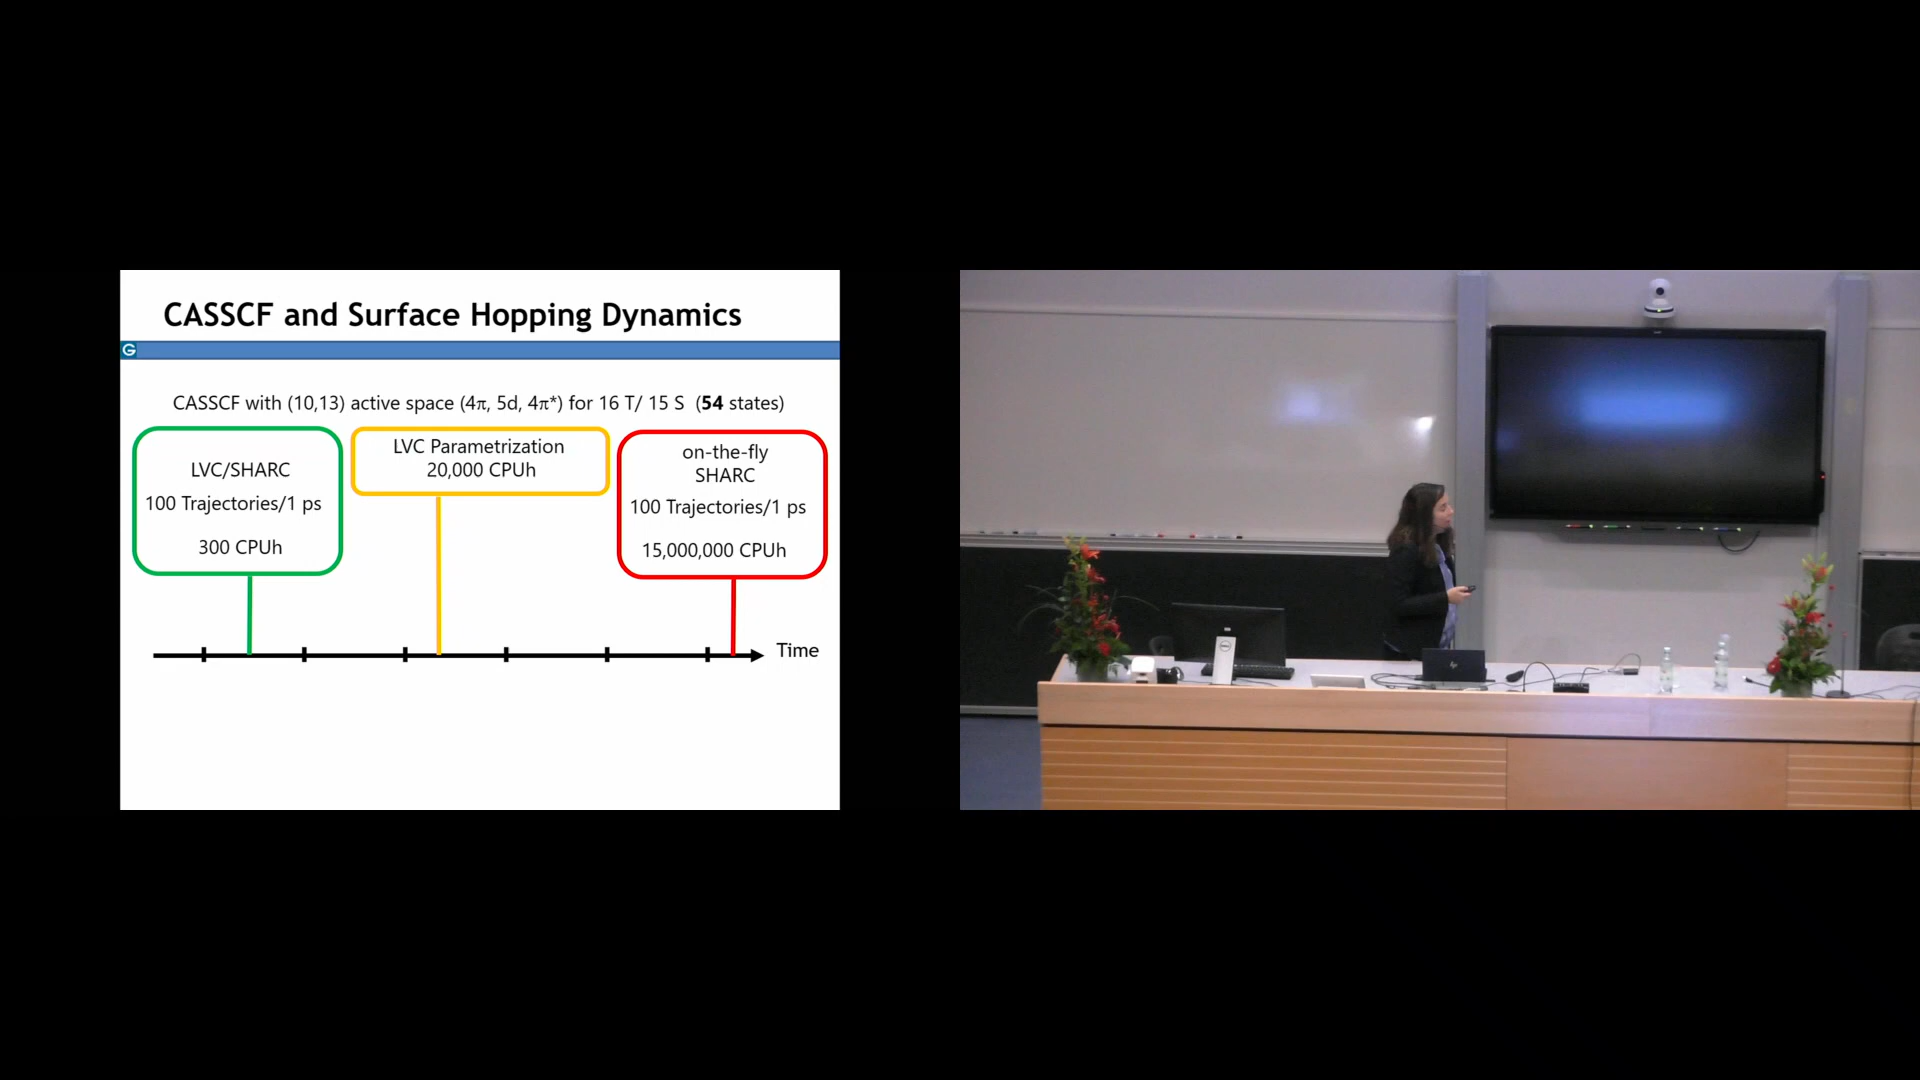 CASSCF and Surface Hopping Dynamics
G
CASSCF with (10,13) active space (4π, 5d, 4π*) for 16 T/ 15 S (54 states)
LVC/SHARC
100 Trajectories/1 ps
300 CPUh
LVC Parametrization
20,000 CPUh
on-the-fly
SHARC
100 Trajectories/1 ps
15,000,000 CPUh
Time